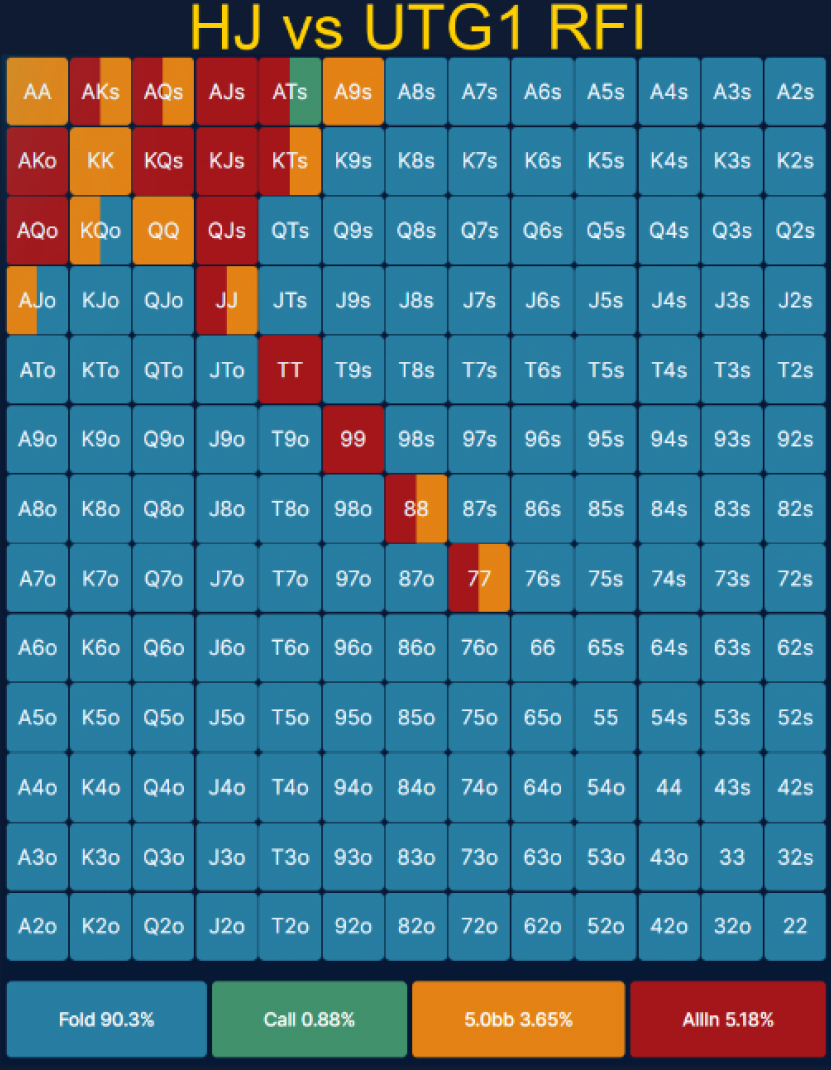 HJ vs UTG1 RFI
AA AKs AQs AJs ATs A9s A8s A7s A6s A5s A4s A3s A2s
AKo KK KQs KJs KTs K9s K8s K7s K6s K5s K4s K3s K2s
AQo KQo QQ QJs QTs Q9s Q8s Q7s Q6s Q5s Q4s Q3s Q2s
AJo KJo QJo JJ JTs J9s J8s J7s J6s J5s J4s J3s J2s
ATo KTo QTo JTo TT T9s T8s T7s T6s T5s T4s T3s T2s
A9o K9o Q9o J9o T9o 99 98s 97s 96s 95s 94s 93s 92s
A8o K8o Q8o J8o T8o 98o 88 87s 86s 85s 84s 83s 82s
A7o K7o Q7o J7o T7o 97o 87o 77 76s 75s 74s 73s 72s
A6o K6o Q6o J6o T6o 96o 86o 76o 66 65s 64s 63s 62s
A5o K5o Q5o J5o T5o 95o 85o 75o 65o 55 54s 53s 52s
A4o K4o Q4o J4o T4o 94o 84o 74o 64o 54o 44 43s 42s
A3o K3o Q3o J3o T3o 93o 83o 73o 63o 53o 43o 33 32s
A2o K2o Q2o J2o T2o 92o 82o 72o 62o 52o 42o 32o 22
Fold 90.3% Call 0.88% 5.0bb 3.65% AllIn 5.18%